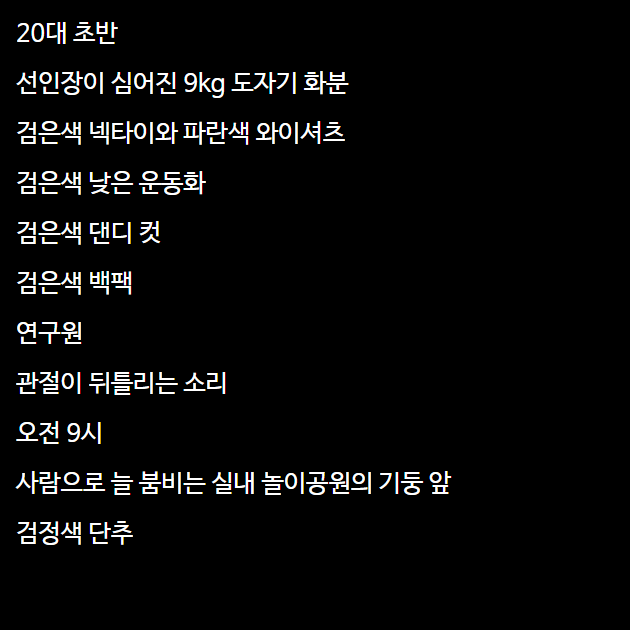 20대 초반
선인장이 심어진 9kg 도자기 화분
검은색 넥타이와 파란색 와이셔츠
검은색 낮은 운동화
검은색 댄디 컷
검은색 백팩
연구원
관절이 뒤틀리는 소리
오전 9시
사람으로 늘 붐비는 실내 놀이공원의 기둥 앞
검정색 단추